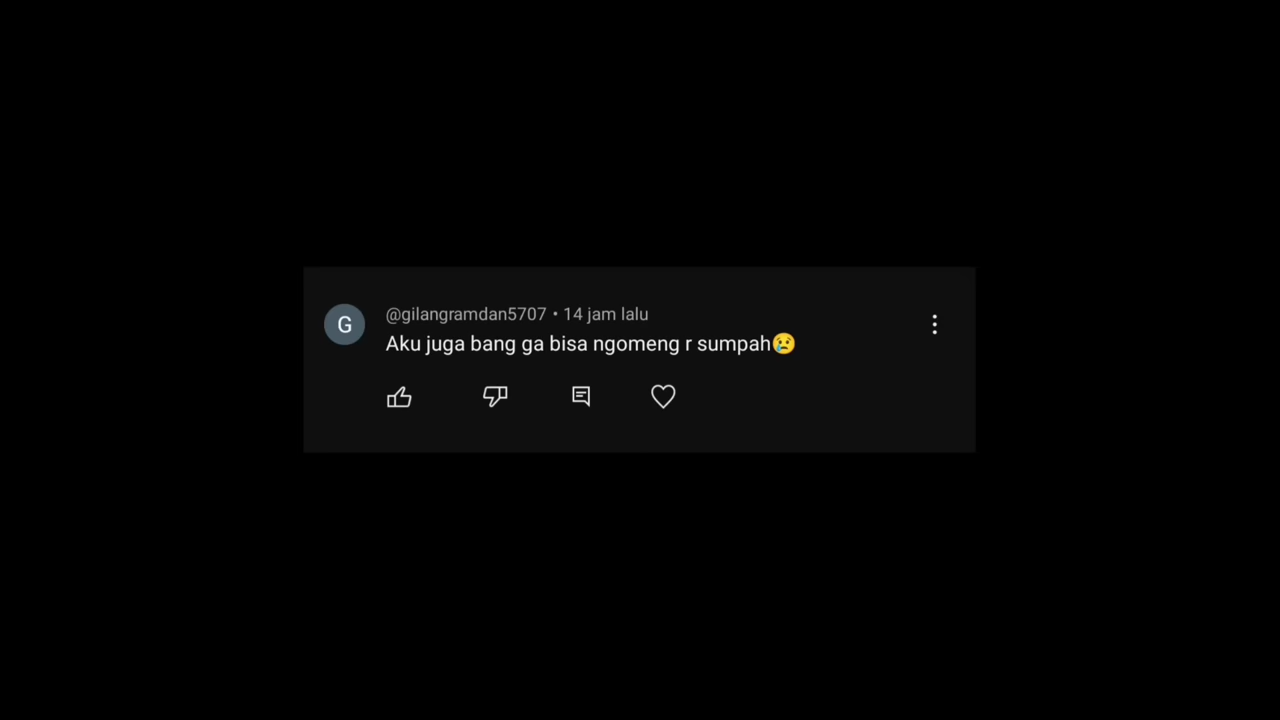 G
@gilangramdan5707 • 14 jam lalu
Aku juga bang ga bisa ngomeng r sumpah😢